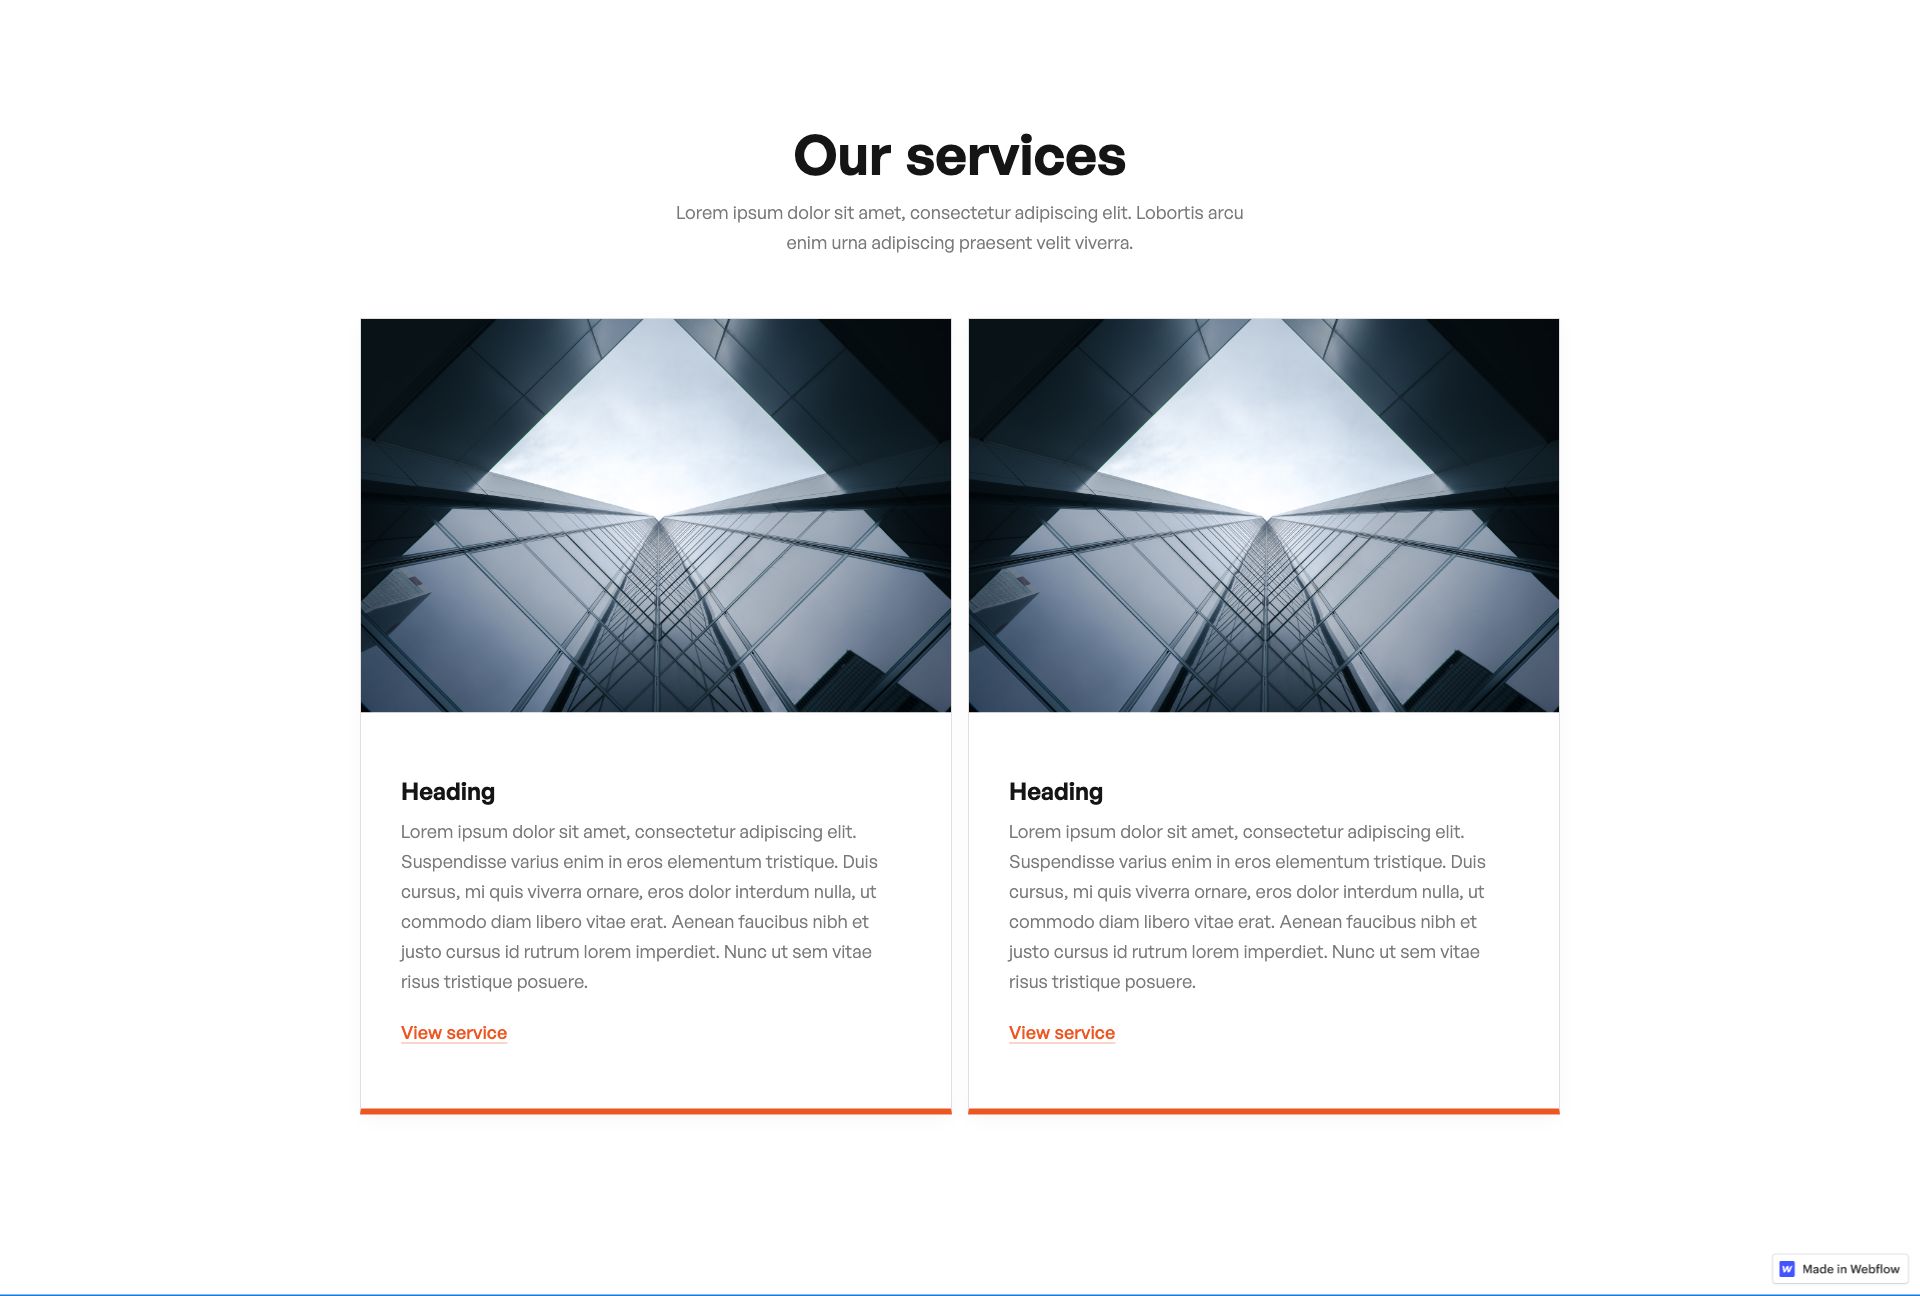 Our services
Lorem ipsum dolor sit amet, consectetur adipiscing elit. Lobortis arcu
enim urna adipiscing praesent velit viverra.
Heading
Lorem ipsum dolor sit amet, consectetur adipiscing elit.
Suspendisse varius enim in eros elementum tristique. Duis
cursus, mi quis viverra ornare, eros dolor interdum nulla, ut
commodo diam libero vitae erat. Aenean faucibus nibh et
justo cursus id rutrum lorem imperdiet. Nunc ut sem vitae
risus tristique posuere.
View service
Heading
Lorem ipsum dolor sit amet, consectetur adipiscing elit.
Suspendisse varius enim in eros elementum tristique. Duis
cursus, mi quis viverra ornare, eros dolor interdum nulla, ut
commodo diam libero vitae erat. Aenean faucibus nibh et
justo cursus id rutrum lorem imperdiet. Nunc ut sem vitae
risus tristique posuere.
View service
Made in Webflow